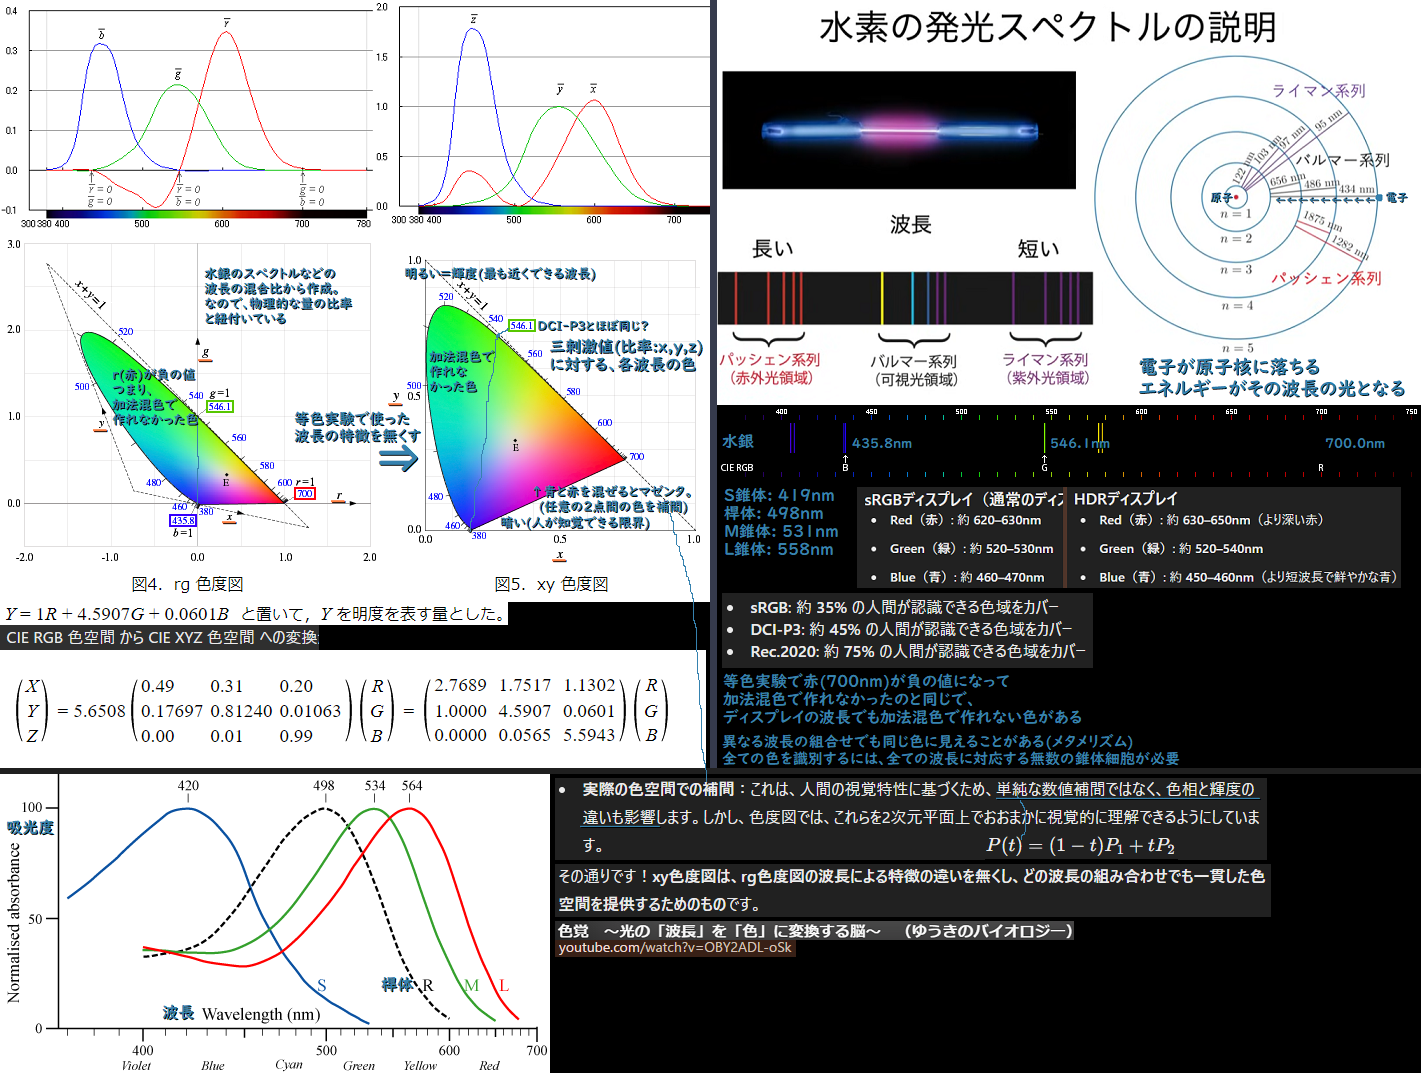 0.4
0.3
0.2
0.1
0.0
-0.1
b
g
r
r=0
g=0
r=0
b=0
g=0
b=0
300 380 400
500
600
700
780
2.0
1.5
1.0
0.5
0.0
z
y
x
300 380 400
500
600
700
水素の発光スペクトルの説明
ライマン系列
95 nm
97 nm
103 nm
122 nm
バルマー系列
656 nm
486 nm
434 nm
原子
電子
n = 1
n = 2
n = 3
n = 4
n = 5
1875 nm
1282 nm
パッシェン系列
波長
長い
短い
パッシェン系列
(赤外光領域)
バルマー系列
(可視光領域)
ライマン系列
(紫外光領域)
電子が原子核に落ちる
エネルギーがその波長の光となる
3.0
2.0
1.0
0.0
-2.0
-1.0
0.0
1.0
2.0
水銀のスペクトルなどの
波長の混合比から作成。
なので、物理的な量の比率
と紐付いている
x+y=1
520
g
r(赤)が負の値
つまり、
加法混色で
作れなかった色
500
540
g=1
546.1
560
580
600
r=1
700
r
y
E
480
460
380
435.8
b=1
x
図4. rg 色度図
等色実験で使った
波長の特徴を無くす
⇒
1.0
明るい=輝度(最も近くできる波長)
x+y=1
520
540
546.1
DCI-P3とほぼ同じ?
三刺激値(比率:x,y,z)
に対する、各波長の色
加法混色で
作れな
かった色
500
0.5
y
560
580
600
700
E
480
460
380
↑青と赤を混ぜるとマゼンタ。
(任意の2点間の色を補間)
暗い(人が知覚できる限界)
0.0
0.0
0.5
1.0
x
図5. xy 色度図
Y = 1R + 4.5907G + 0.0601B と置いて，Y を明度を表す量とした。
CIE RGB 色空間 から CIE XYZ 色空間 への変換:
X
Y
Z
= 5.6508
0.49 0.31 0.20
0.17697 0.81240 0.01063
0.00 0.01 0.99
R
G
B
=
2.7689 1.7517 1.1302
1.0000 4.5907 0.0601
0.0000 0.0565 5.5943
R
G
B
400
450
500
550
600
650
700
750
水銀
435.8nm
546.1nm
700.0nm
CIE RGB
B
G
R
S錐体: 419nm
桿体: 498nm
M錐体: 531nm
L錐体: 558nm
sRGBディスプレイ（通常のディス
• Red（赤）: 約 620–630nm
• Green（緑）: 約 520–530nm
• Blue（青）: 約 460–470nm
HDRディスプレイ
• Red（赤）: 約 630–650nm（より深い赤）
• Green（緑）: 約 520–540nm
• Blue（青）: 約 450–460nm（より短波長で鮮やかな青）
• sRGB: 約 35% の人間が認識できる色域をカバー
• DCI-P3: 約 45% の人間が認識できる色域をカバー
• Rec.2020: 約 75% の人間が認識できる色域をカバー
等色実験で赤(700nm)が負の値になって
加法混色で作れなかったのと同じで、
ディスプレイの波長でも加法混色で作れない色がある
異なる波長の組合せでも同じ色に見えることがある(メタメリズム)
全ての色を識別するには、全ての波長に対応する無数の錐体細胞が必要
420
498
534
564
100
50
0
吸光度
Normalised absorbance
S
桿体 R
M
L
波長 Wavelength (nm)
400
500
600
700
Violet
Blue
Cyan
Green
Yellow
Red
• 実際の色空間での補間：これは、人間の視覚特性に基づくため、単純な数値補間ではなく、色相と輝度の
違いも影響します。しかし、色度図では、これらを2次元平面上でおおまかに視覚的に理解できるようにしていま
す。
P(t) = (1 − t)P1 + tP2
その通りです！xy色度図は、rg色度図の波長による特徴の違いを無くし、どの波長の組み合わせでも一貫した色
空間を提供するためのものです。
色覚　～光の「波長」を「色」に変換する脳～　（ゆうきのバイオロジー）
youtube.com/watch?v=OBY2ADL-oSk